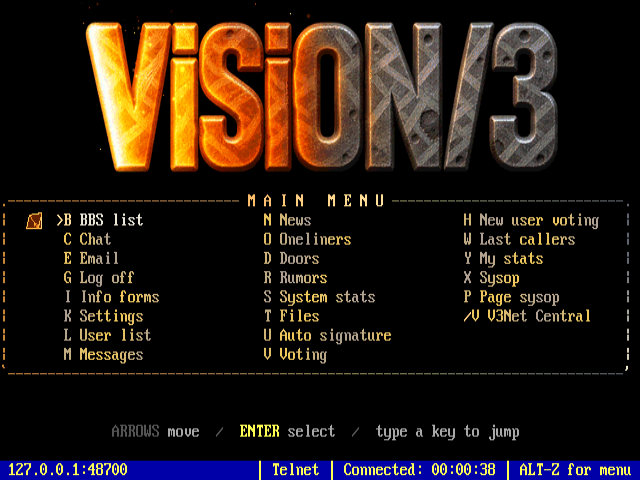 ViSiON/3
MAIN MENU
>B BBS list N News H New user voting
C Chat O Oneliners W Last callers
E Email D Doors Y My stats
G Log off R Rumors X Sysop
I Info forms S System stats P Page sysop
K Settings T Files /V V3Net Central
L User list U Auto signature
M Messages V Voting
ARROWS move / ENTER select / type a key to jump
127.0.0.1:48700 | Telnet | Connected: 00:00:38 | ALT-Z for menu